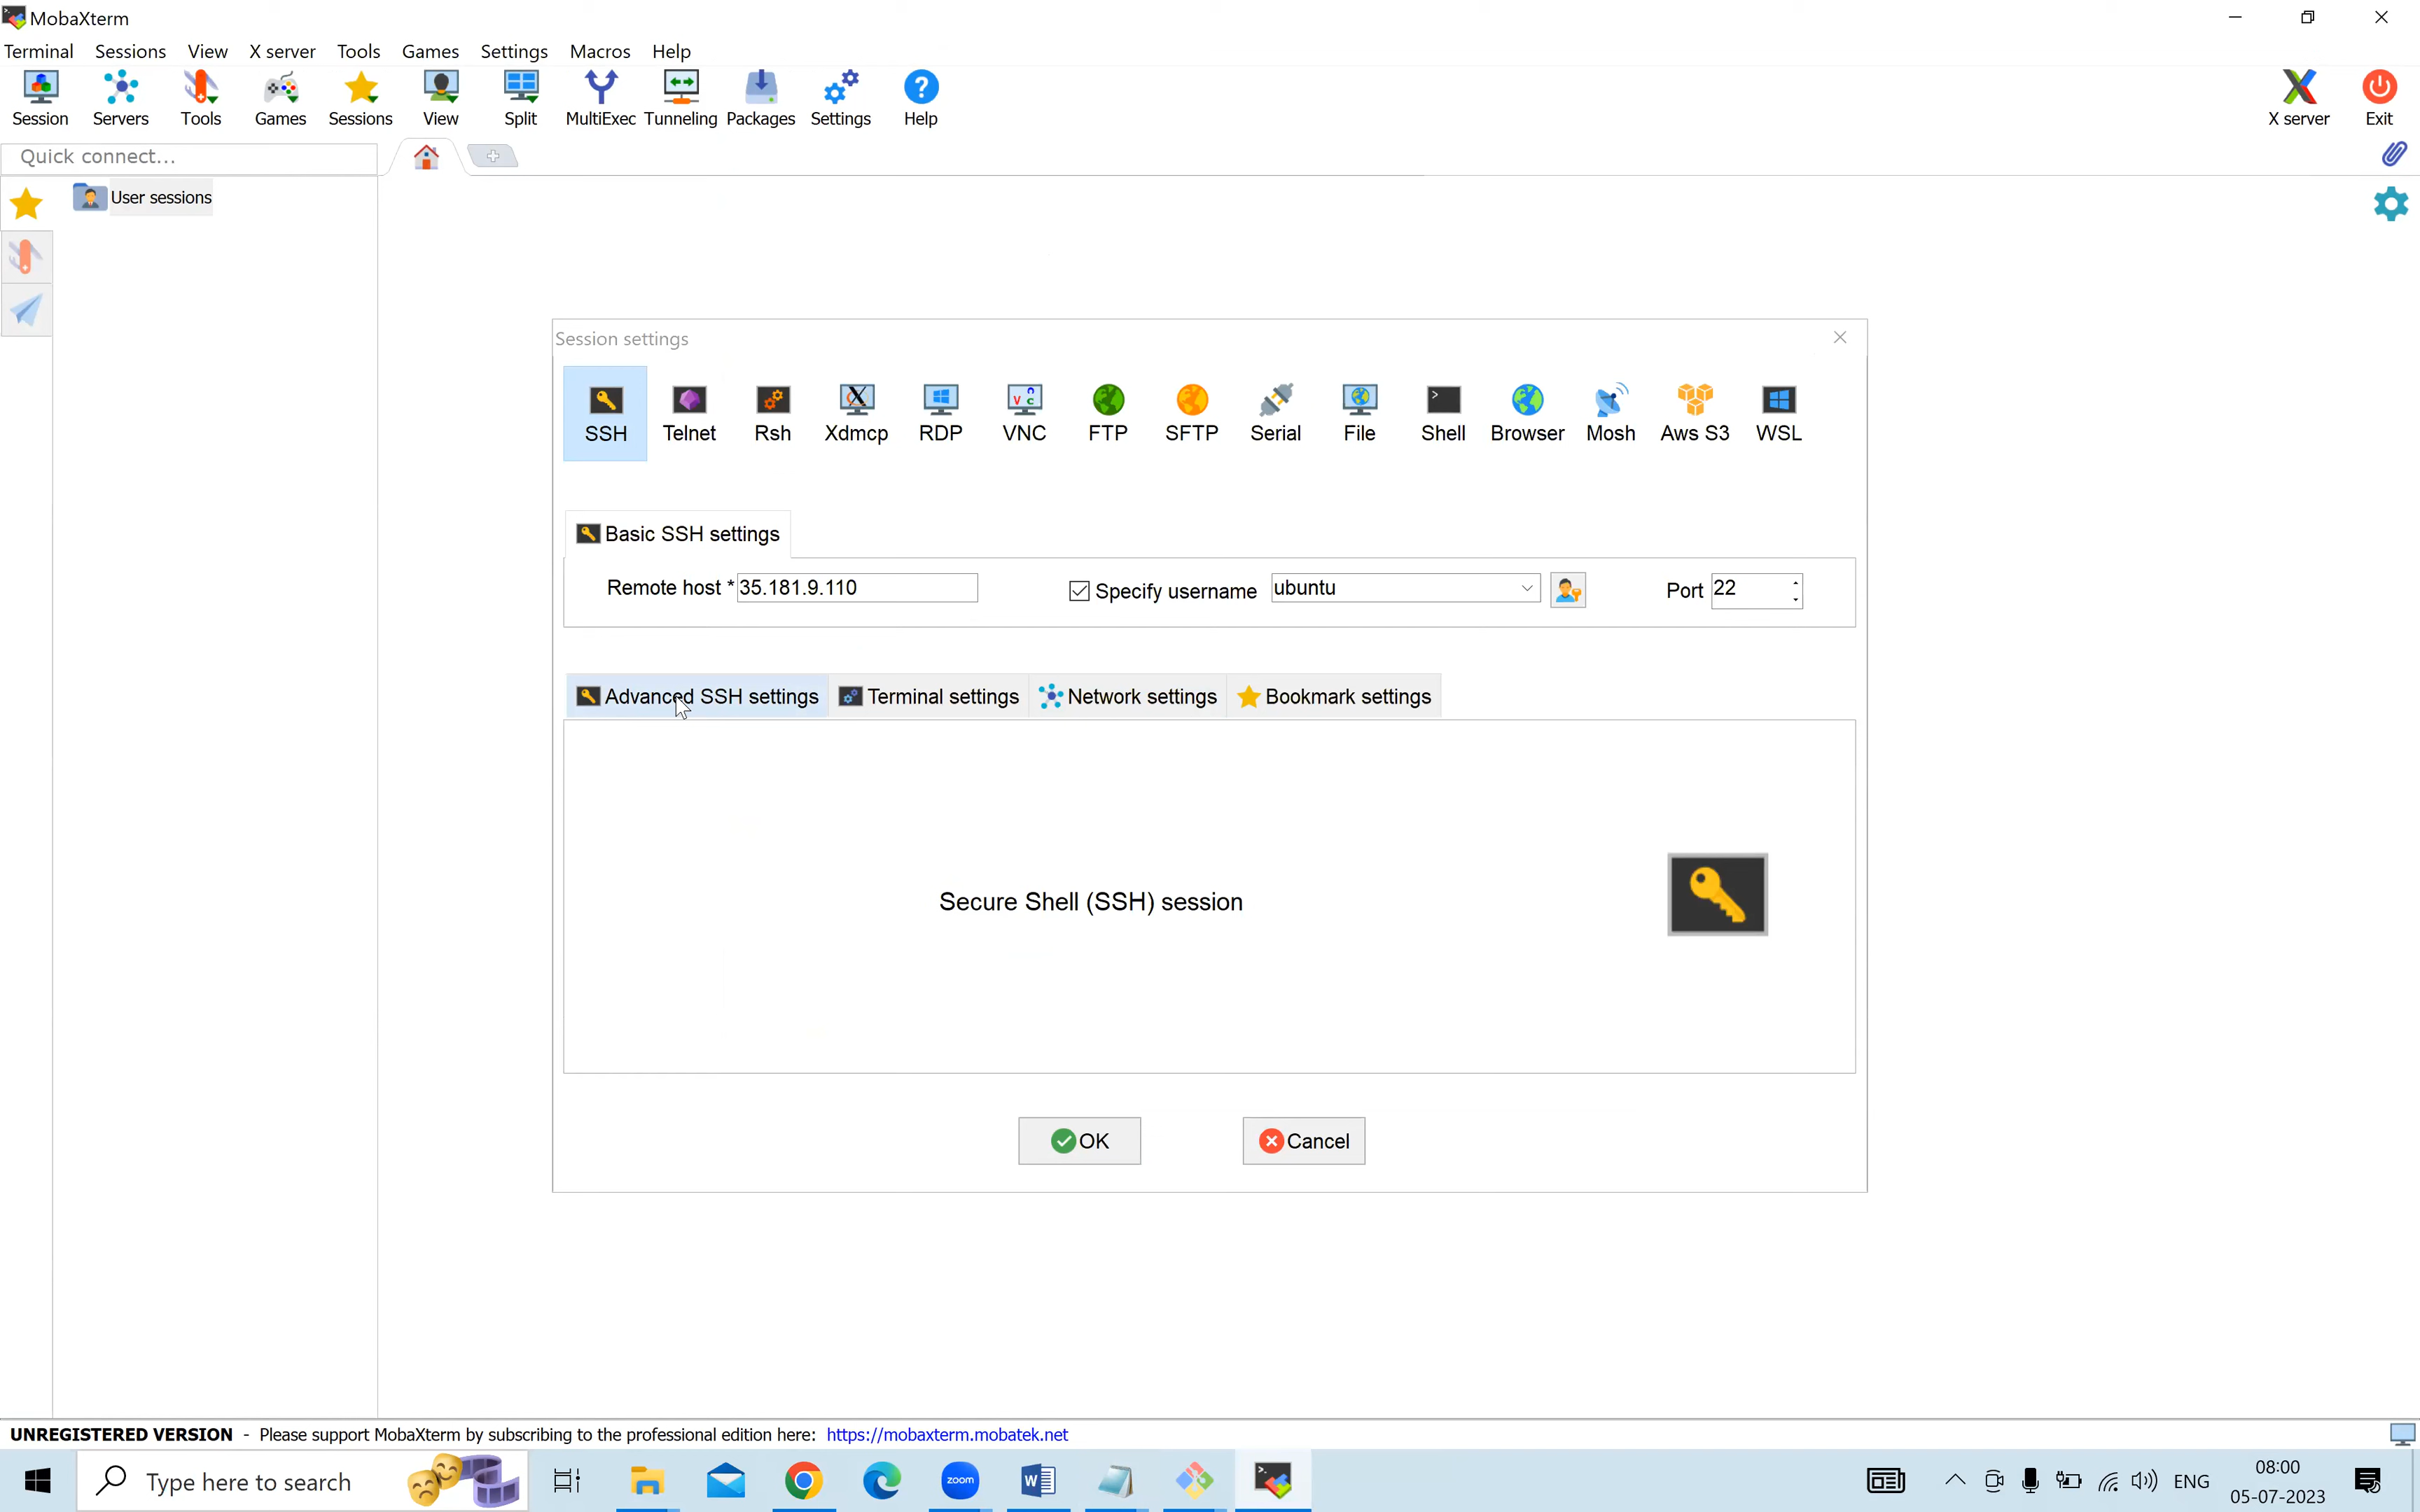 MobaXterm
Terminal Sessions View X server Tools Games Settings Macros Help
Session Servers Tools Games Sessions View Split MultiExec Tunneling Packages Settings Help X server Exit
Quick connect...
User sessions
Session settings
SSH Telnet Rsh Xdmcp RDP VNC FTP SFTP Serial File Shell Browser Mosh Aws S3 WSL
Basic SSH settings
Remote host * 35.181.9.110 Specify username ubuntu Port 22
Advanced SSH settings Terminal settings Network settings Bookmark settings
Secure Shell (SSH) session
OK Cancel
UNREGISTERED VERSION - Please support MobaXterm by subscribing to the professional edition here: https://mobaxterm.mobatek.net
Type here to search zoom ENG 08:00
05-07-2023